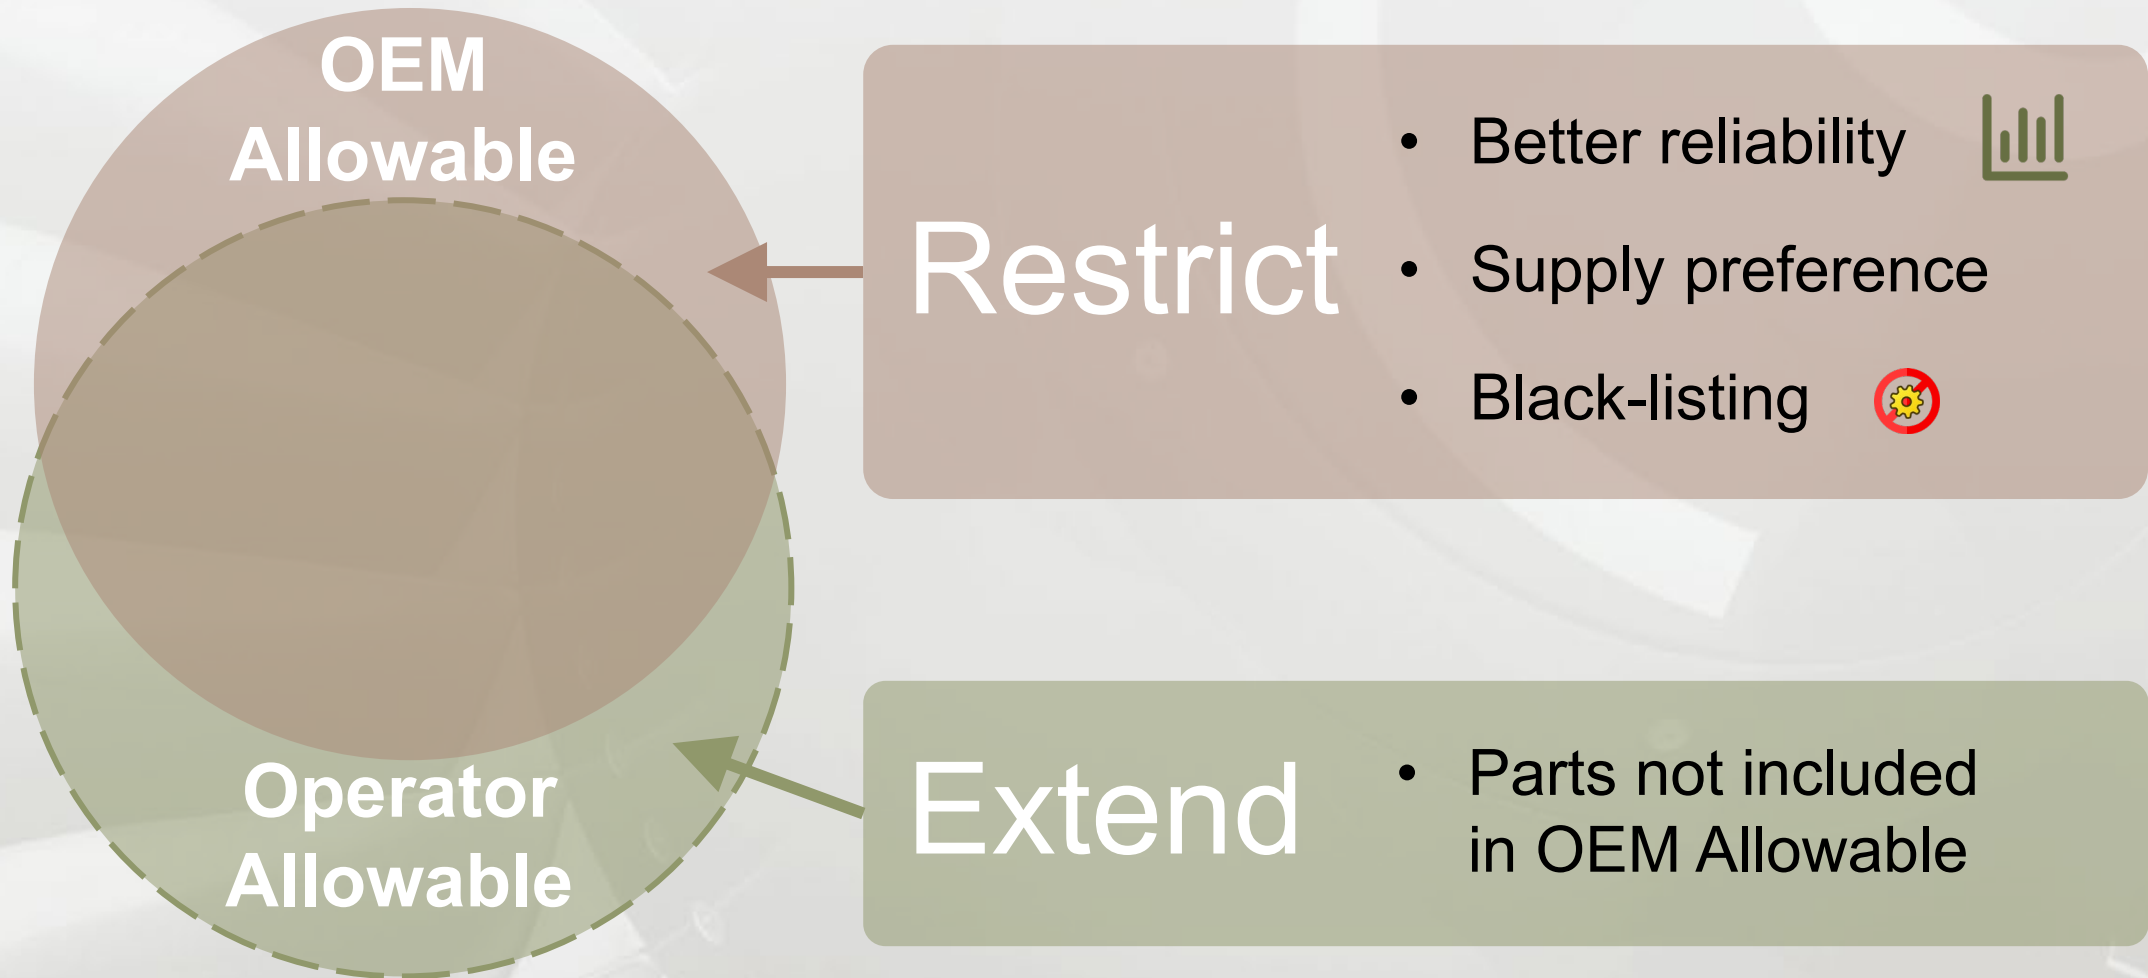 OEM
Allowable
Operator
Allowable
Restrict
• Better reliability
• Supply preference
• Black-listing
Extend
• Parts not included
in OEM Allowable